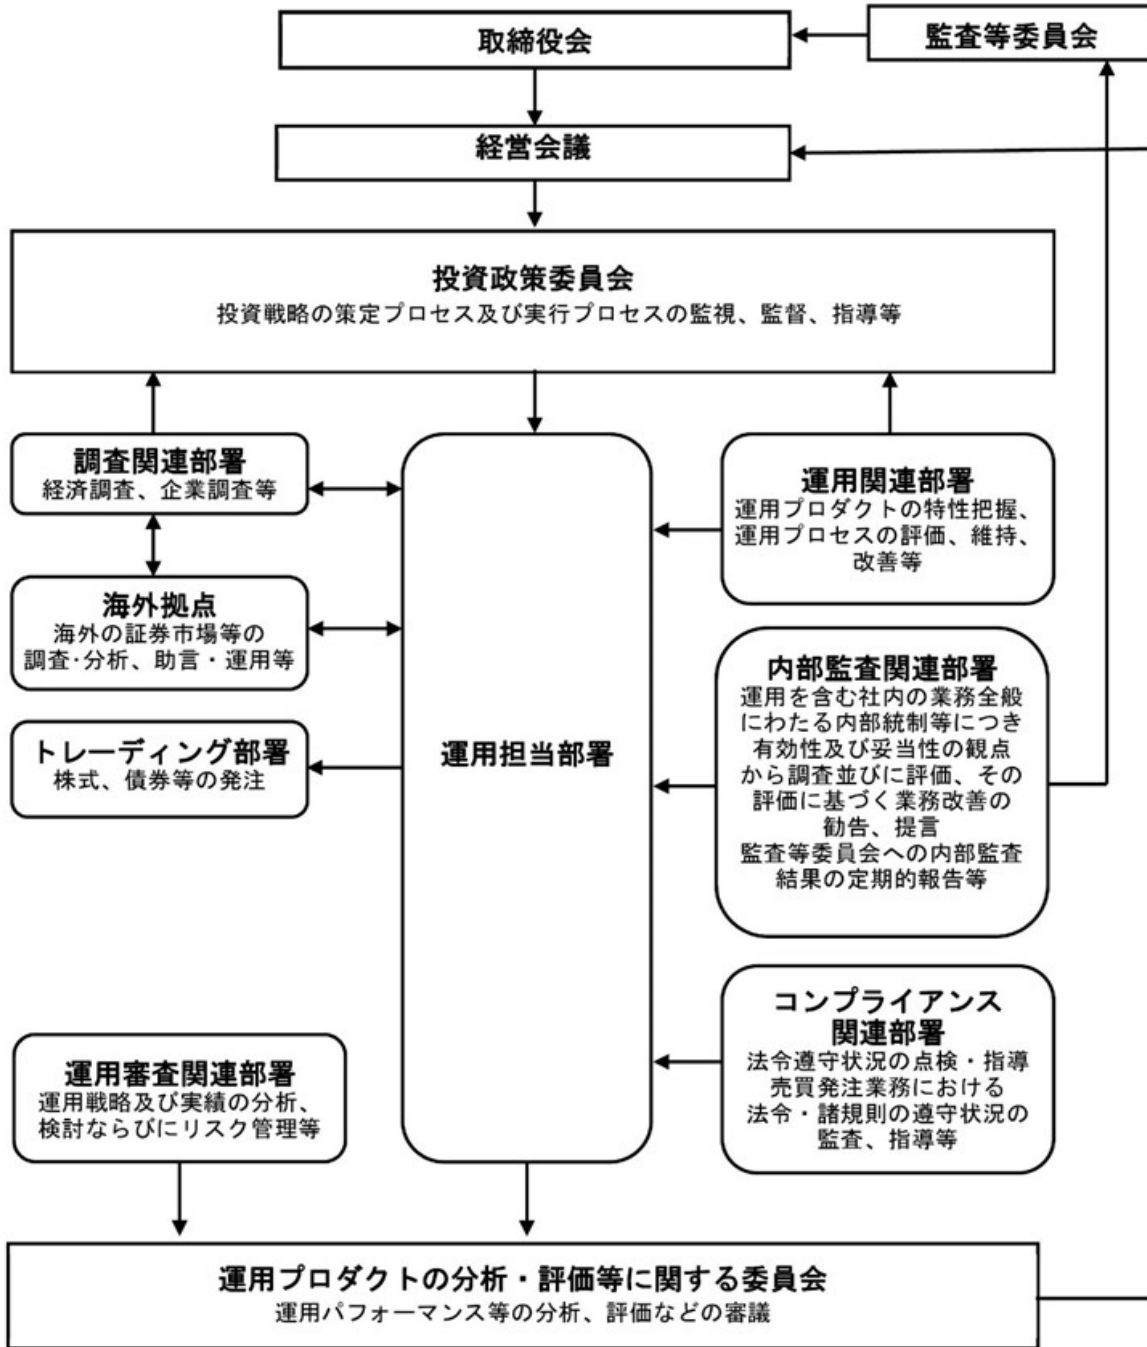 取締役会
監査等委員会
経営会議
投資政策委員会
投資戦略の策定プロセス及び実行プロセスの監視、監督、指導等
調査関連部署
経済調査、企業調査等
海外拠点
海外の証券市場等の
調査・分析、助言・運用等
トレーディング部署
株式、債券等の発注
運用担当部署
運用関連部署
運用プロダクトの特性把握、
運用プロセスの評価、維持、
改善等
内部監査関連部署
運用を含む社内の業務全般
にわたる内部統制等につき
有効性及び妥当性の観点
から調査並びに評価、その
評価に基づく業務改善の
勧告、提言
監査等委員会への内部監査
結果の定期的報告等
コンプライアンス
関連部署
法令遵守状況の点検・指導
売買発注業務における
法令・諸規則の遵守状況の
監査、指導等
運用審査関連部署
運用戦略及び実績の分析、
検討ならびにリスク管理等
運用プロダクトの分析・評価等に関する委員会
運用パフォーマンス等の分析、評価などの審議